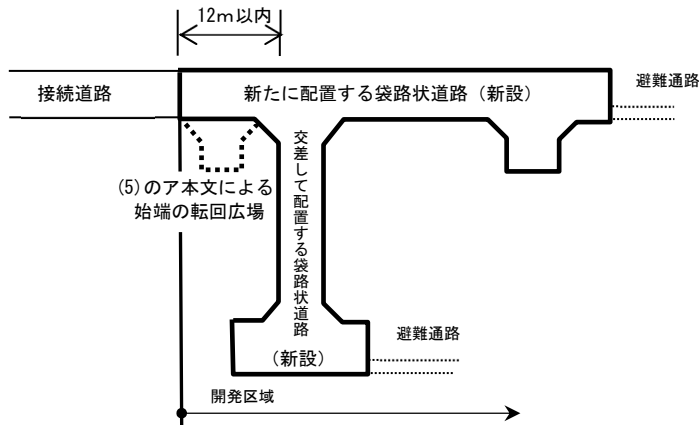 12m以内
接続道路
新たに配置する袋路状道路（新設）
避難通路
(5)のア本文による
始端の転回広場
交差して配置する袋路状道路
（新設）
避難通路
開発区域